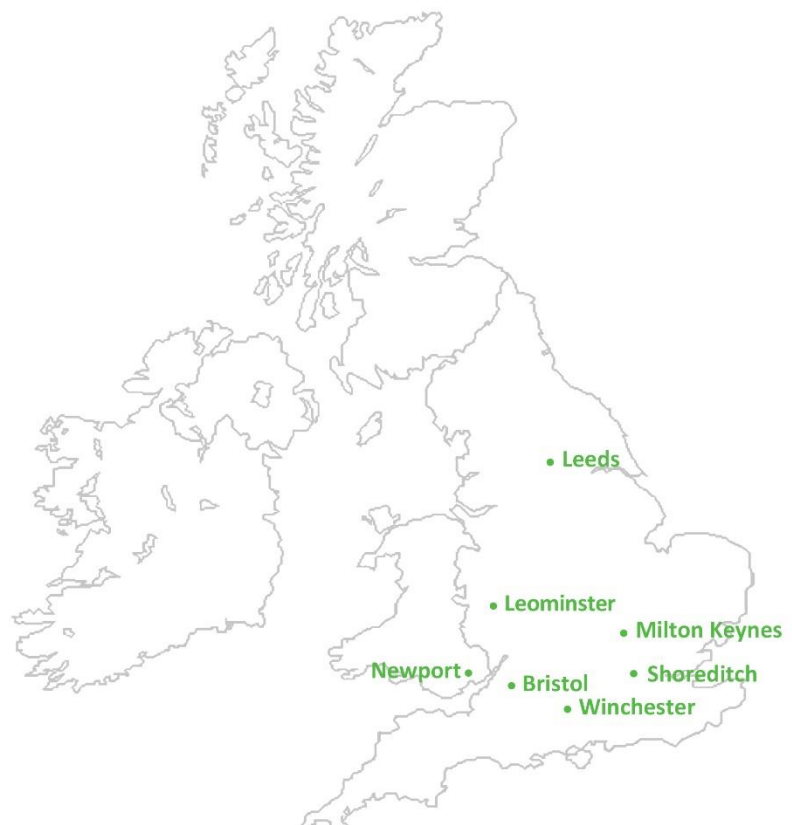 Leeds
Leominster
Milton Keynes
Newport
Shoreditch
Bristol
Winchester